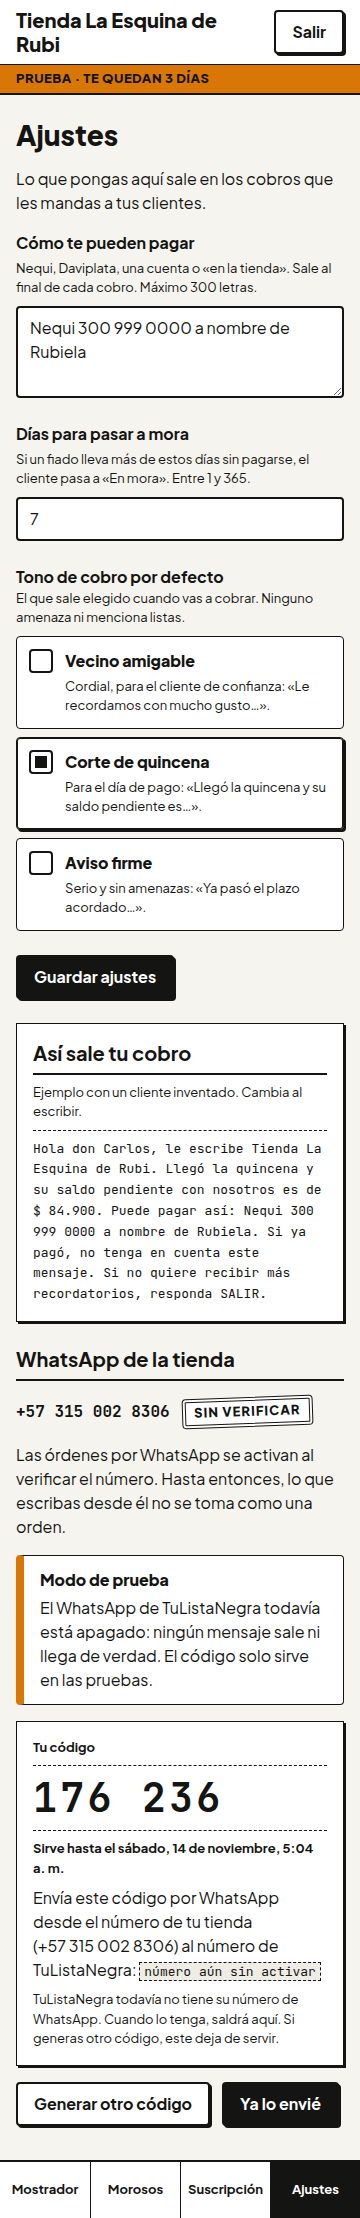 Tienda La Esquina de
Rubi
Salir
PRUEBA · TE QUEDAN 3 DÍAS
Ajustes
Lo que pongas aquí sale en los cobros que
les mandas a tus clientes.
Cómo te pueden pagar
Nequi, Daviplata, una cuenta o «en la tienda». Sale al
final de cada cobro. Máximo 300 letras.
Nequi 300 999 0000 a nombre de
Rubiela
Días para pasar a mora
Si un fiado lleva más de estos días sin pagarse, el
cliente pasa a «En mora». Entre 1 y 365.
7
Tono de cobro por defecto
El que sale elegido cuando vas a cobrar. Ninguno
amenaza ni menciona listas.
Vecino amigable
Cordial, para el cliente de confianza: «Le
recordamos con mucho gusto…».
Corte de quincena
Para el día de pago: «Llegó la quincena y su
saldo pendiente es…».
Aviso firme
Serio y sin amenazas: «Ya pasó el plazo
acordado…».
Guardar ajustes
Así sale tu cobro
Ejemplo con un cliente inventado. Cambia al
escribir.
Hola don Carlos, le escribe Tienda La
Esquina de Rubi. Llegó la quincena y
su saldo pendiente con nosotros es de
$ 84.900. Puede pagar así: Nequi 300
999 0000 a nombre de Rubiela. Si ya
pagó, no tenga en cuenta este
mensaje. Si no quiere recibir más
recordatorios, responda SALIR.
WhatsApp de la tienda
+57 315 002 8306
SIN VERIFICAR
Las órdenes por WhatsApp se activan al
verificar el número. Hasta entonces, lo que
escribas desde él no se toma como una
orden.
Modo de prueba
El WhatsApp de TuListaNegra todavía
está apagado: ningún mensaje sale ni
llega de verdad. El código solo sirve
en las pruebas.
Tu código
176 236
Sirve hasta el sábado, 14 de noviembre, 5:04
a. m.
Envía este código por WhatsApp
desde el número de tu tienda
(+57 315 002 8306) al número de
TuListaNegra: número aún sin activar
TuListaNegra todavía no tiene su número de
WhatsApp. Cuando lo tenga, saldrá aquí. Si
generas otro código, este deja de servir.
Generar otro código
Ya lo envié
Mostrador
Morosos
Suscripción
Ajustes